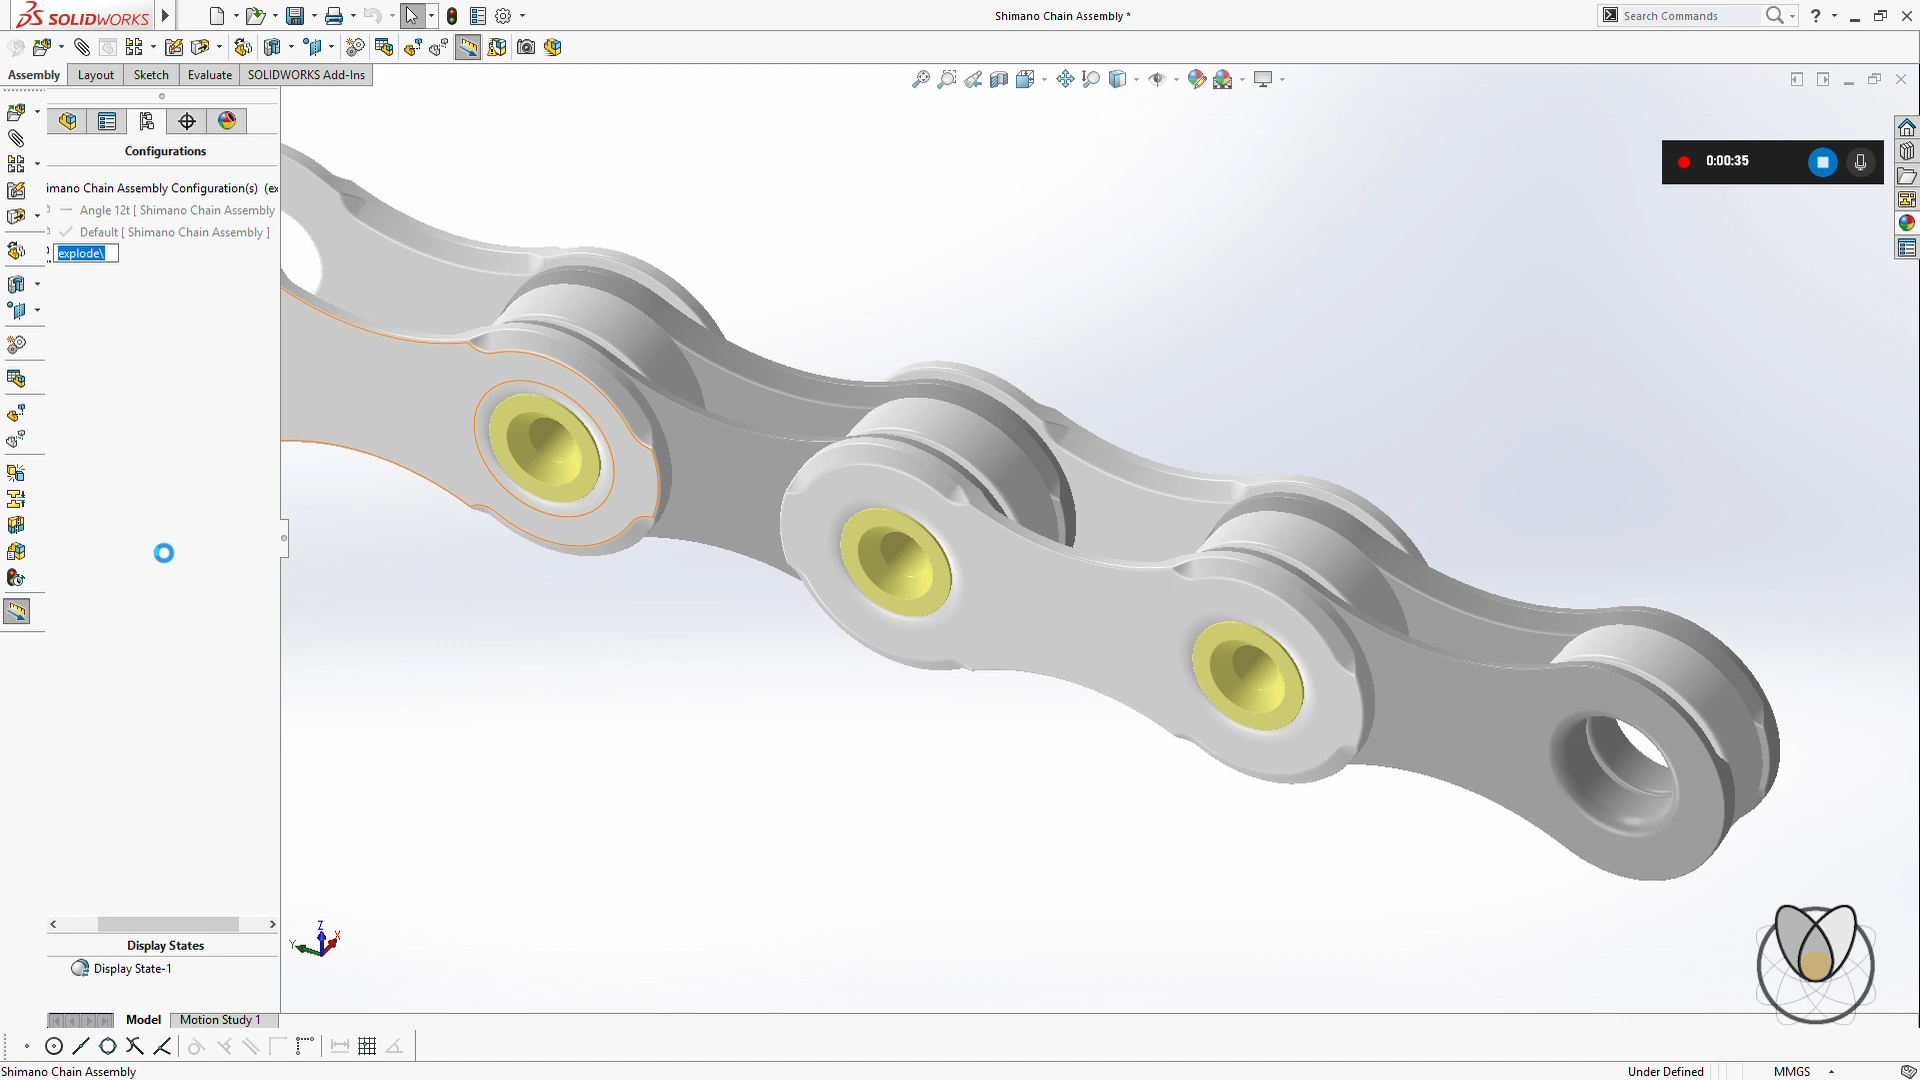 SOLIDWORKS
Shimano Chain Assembly *
Search Commands
?
Assembly
Layout
Sketch
Evaluate
SOLIDWORKS Add-Ins
Configurations
0:00:35
imano Chain Assembly Configuration(s) (ex
Angle 12t [ Shimano Chain Assembly
Default [ Shimano Chain Assembly ]
explode\
Z
X
Y
Display States
Display State-1
Model
Motion Study 1
Shimano Chain Assembly
Under Defined
MMGS